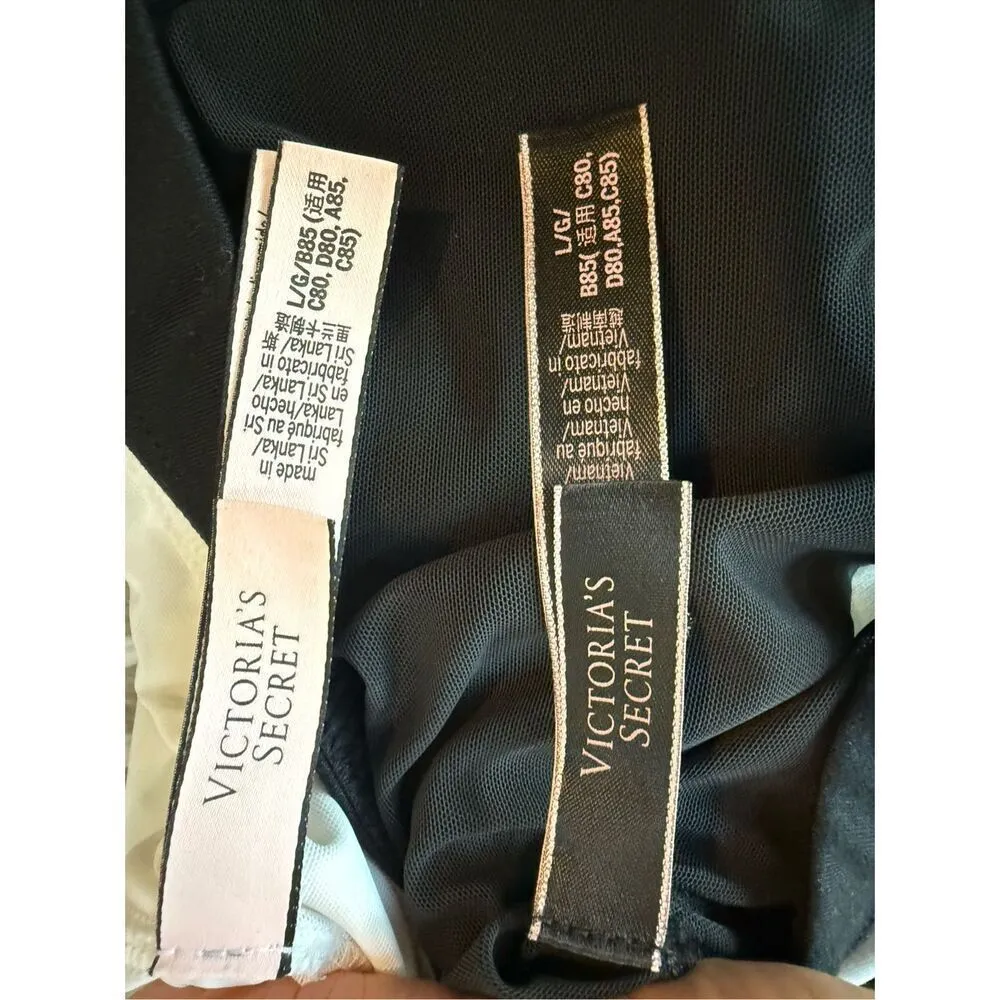 L/G/B85 (适用
C80, D80, A85,
C85)
made in
Sri Lanka/
fabriqué au Sri
Lanka/hecho
en Sri Lanka/
fabbricato in
Sri Lanka/斯
里兰卡制造
VICTORIA'S
SECRET
L/G/
B85( 适用 C80,
D80,A85,C85)
Vietnam/
fabriqué au
Vietnam/
hecho en
Vietnam/
fabbricato in
Vietnam/
越南制造
VICTORIA'S
SECRET